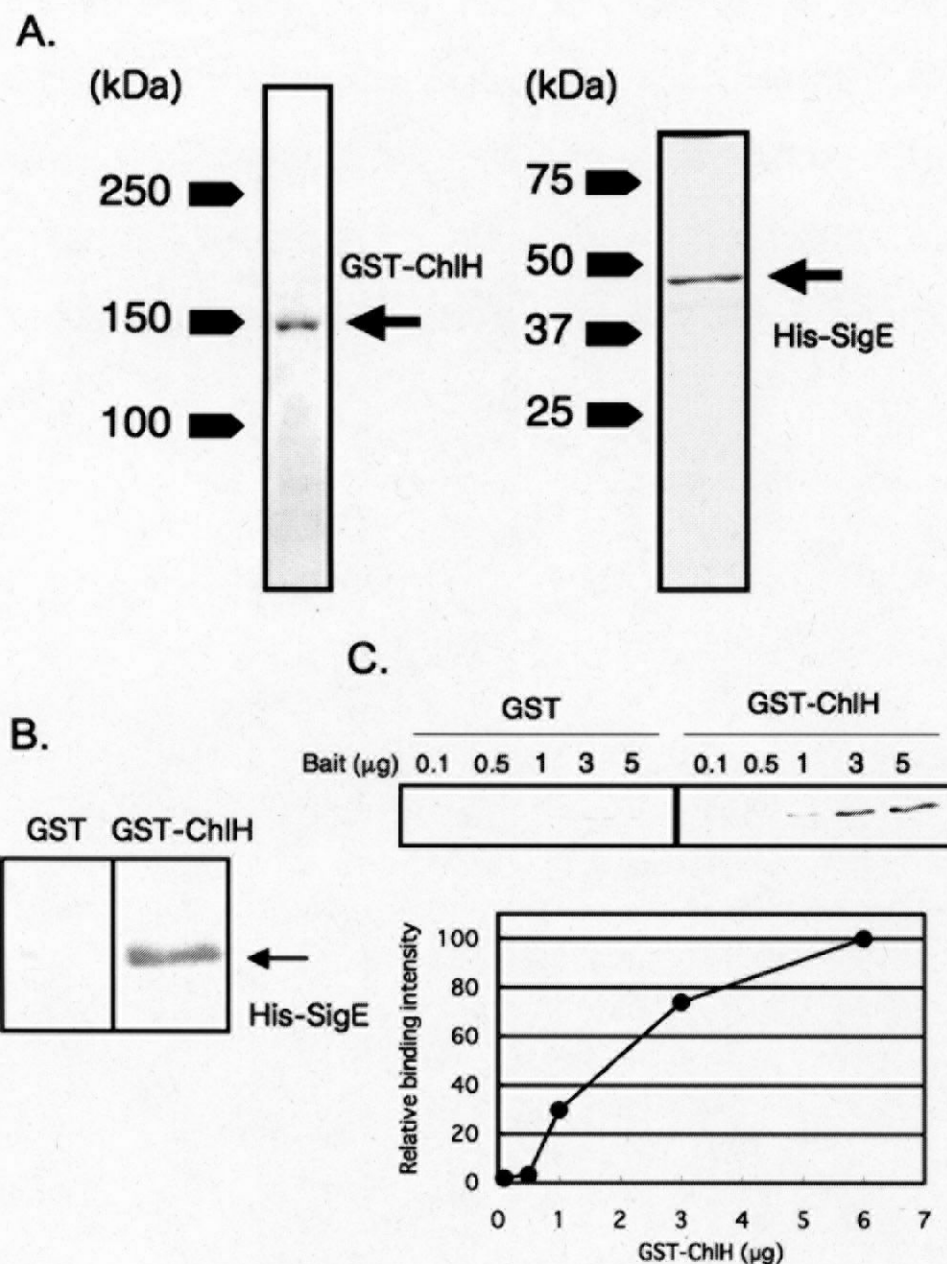 A.
(kDa)
250
150
100
GST-ChlH
(kDa)
75
50
37
25
His-SigE
B.
GST GST-ChlH
His-SigE
C.
GST GST-ChlH
Bait (μg) 0.1 0.5 1 3 5 0.1 0.5 1 3 5
Relative binding intensity
100
80
60
40
20
0
0 1 2 3 4 5 6 7
GST-ChlH (μg)